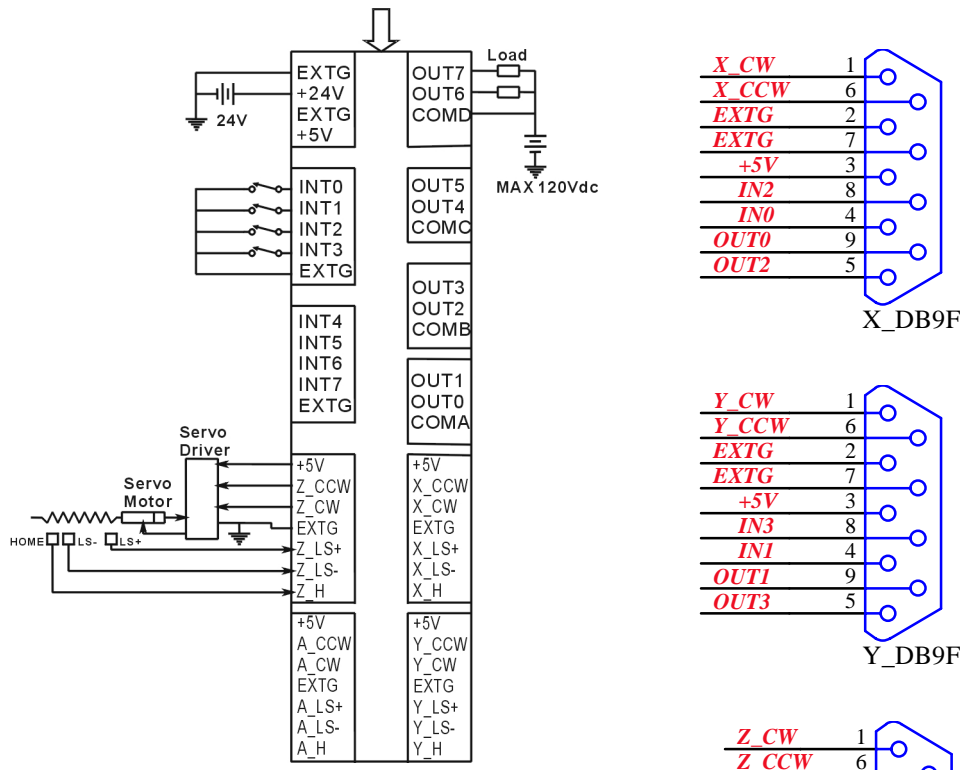 Load
EXTG
+24V
EXTG
+5V
24V
OUT7
OUT6
COMD
MAX 120Vdc
INT0
INT1
INT2
INT3
EXTG
OUT5
OUT4
COMC
OUT3
OUT2
COMB
INT4
INT5
INT6
INT7
EXTG
OUT1
OUT0
COMA
Servo
Driver
Servo
Motor
HOME LS- LS+
+5V
Z_CCW
Z_CW
EXTG
Z_LS+
Z_LS-
Z_H
+5V
X_CCW
X_CW
EXTG
X_LS+
X_LS-
X_H
+5V
A_CCW
A_CW
EXTG
A_LS+
A_LS-
A_H
+5V
Y_CCW
Y_CW
EXTG
Y_LS+
Y_LS-
Y_H
X_CW 1
X_CCW 6
EXTG 2
EXTG 7
+5V 3
IN2 8
IN0 4
OUT0 9
OUT2 5
X_DB9F
Y_CW 1
Y_CCW 6
EXTG 2
EXTG 7
+5V 3
IN3 8
IN1 4
OUT1 9
OUT3 5
Y_DB9F
Z_CW 1
Z_CCW 6